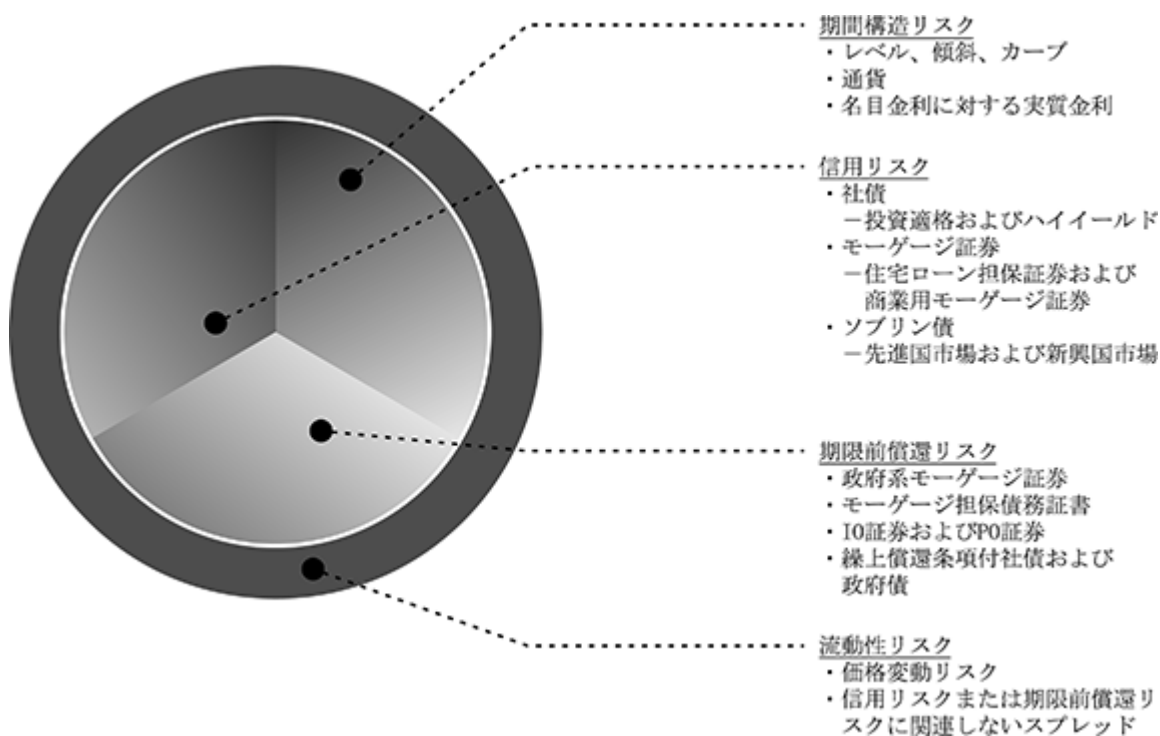 期間構造リスク
・レベル、傾斜、カーブ
・通貨
・名目金利に対する実質金利
信用リスク
・社債
－投資適格およびハイイールド
・モーゲージ証券
－住宅ローン担保証券および
商業用モーゲージ証券
・ソブリン債
－先進国市場および新興国市場
期限前償還リスク
・政府系モーゲージ証券
・モーゲージ担保債務証書
・IO証券およびPO証券
・繰上償還条項付社債および
政府債
流動性リスク
・価格変動リスク
・信用リスクまたは期限前償還リ
スクに関連しないスプレッド